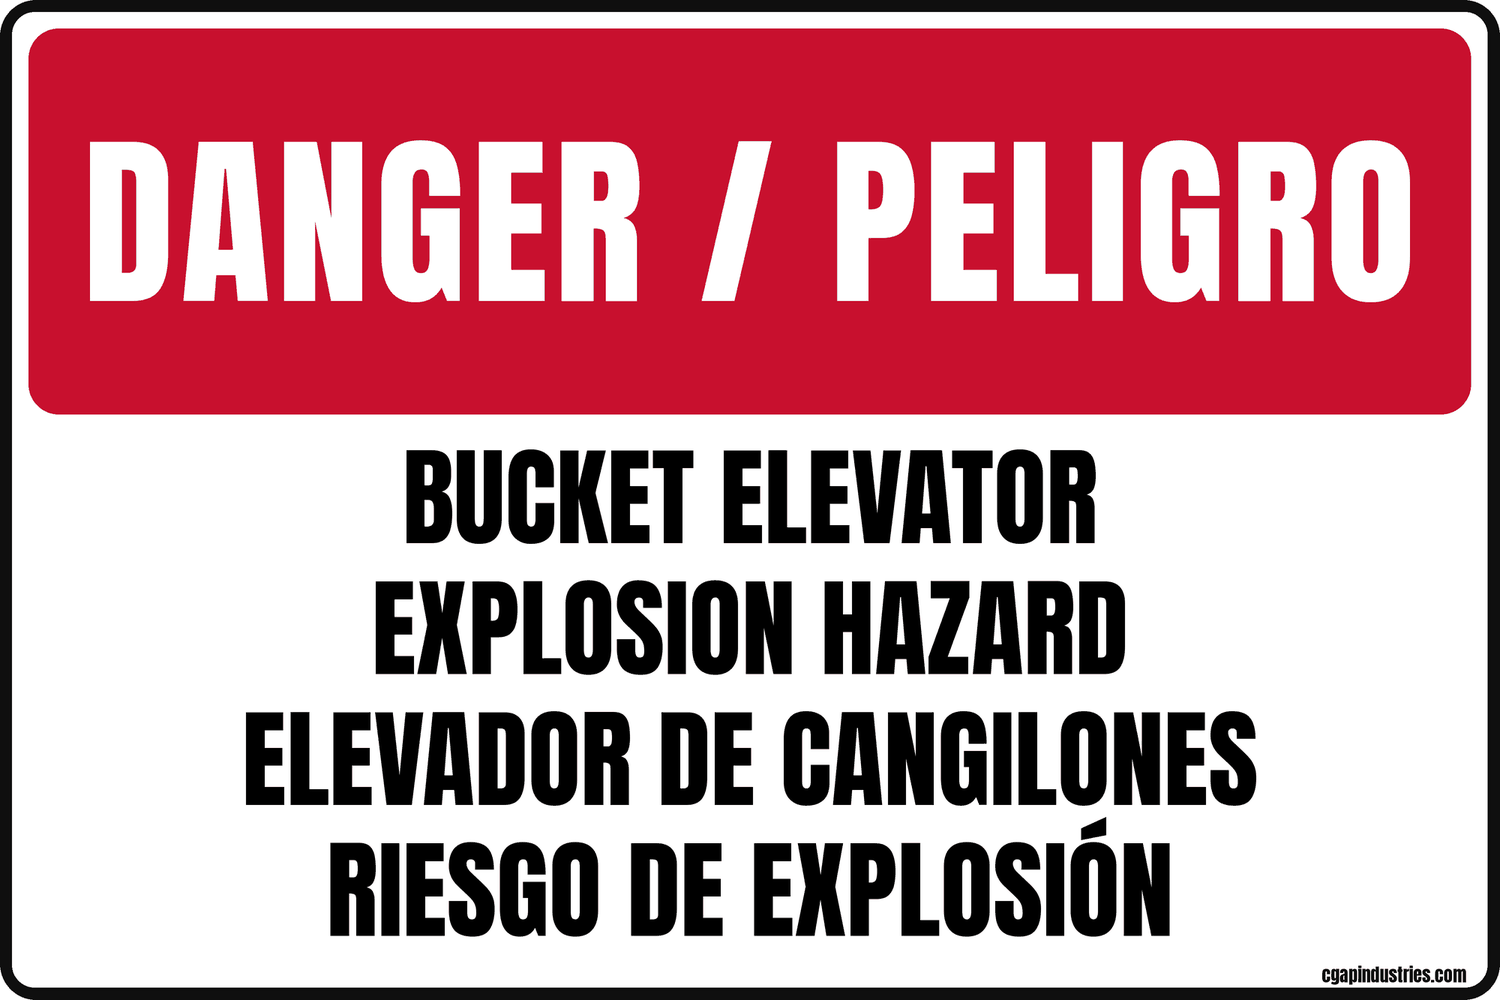 DANGER / PELIGRO
BUCKET ELEVATOR
EXPLOSION HAZARD
ELEVADOR DE CANGILONES
RIESGO DE EXPLOSIÓN
cgapindustries.com